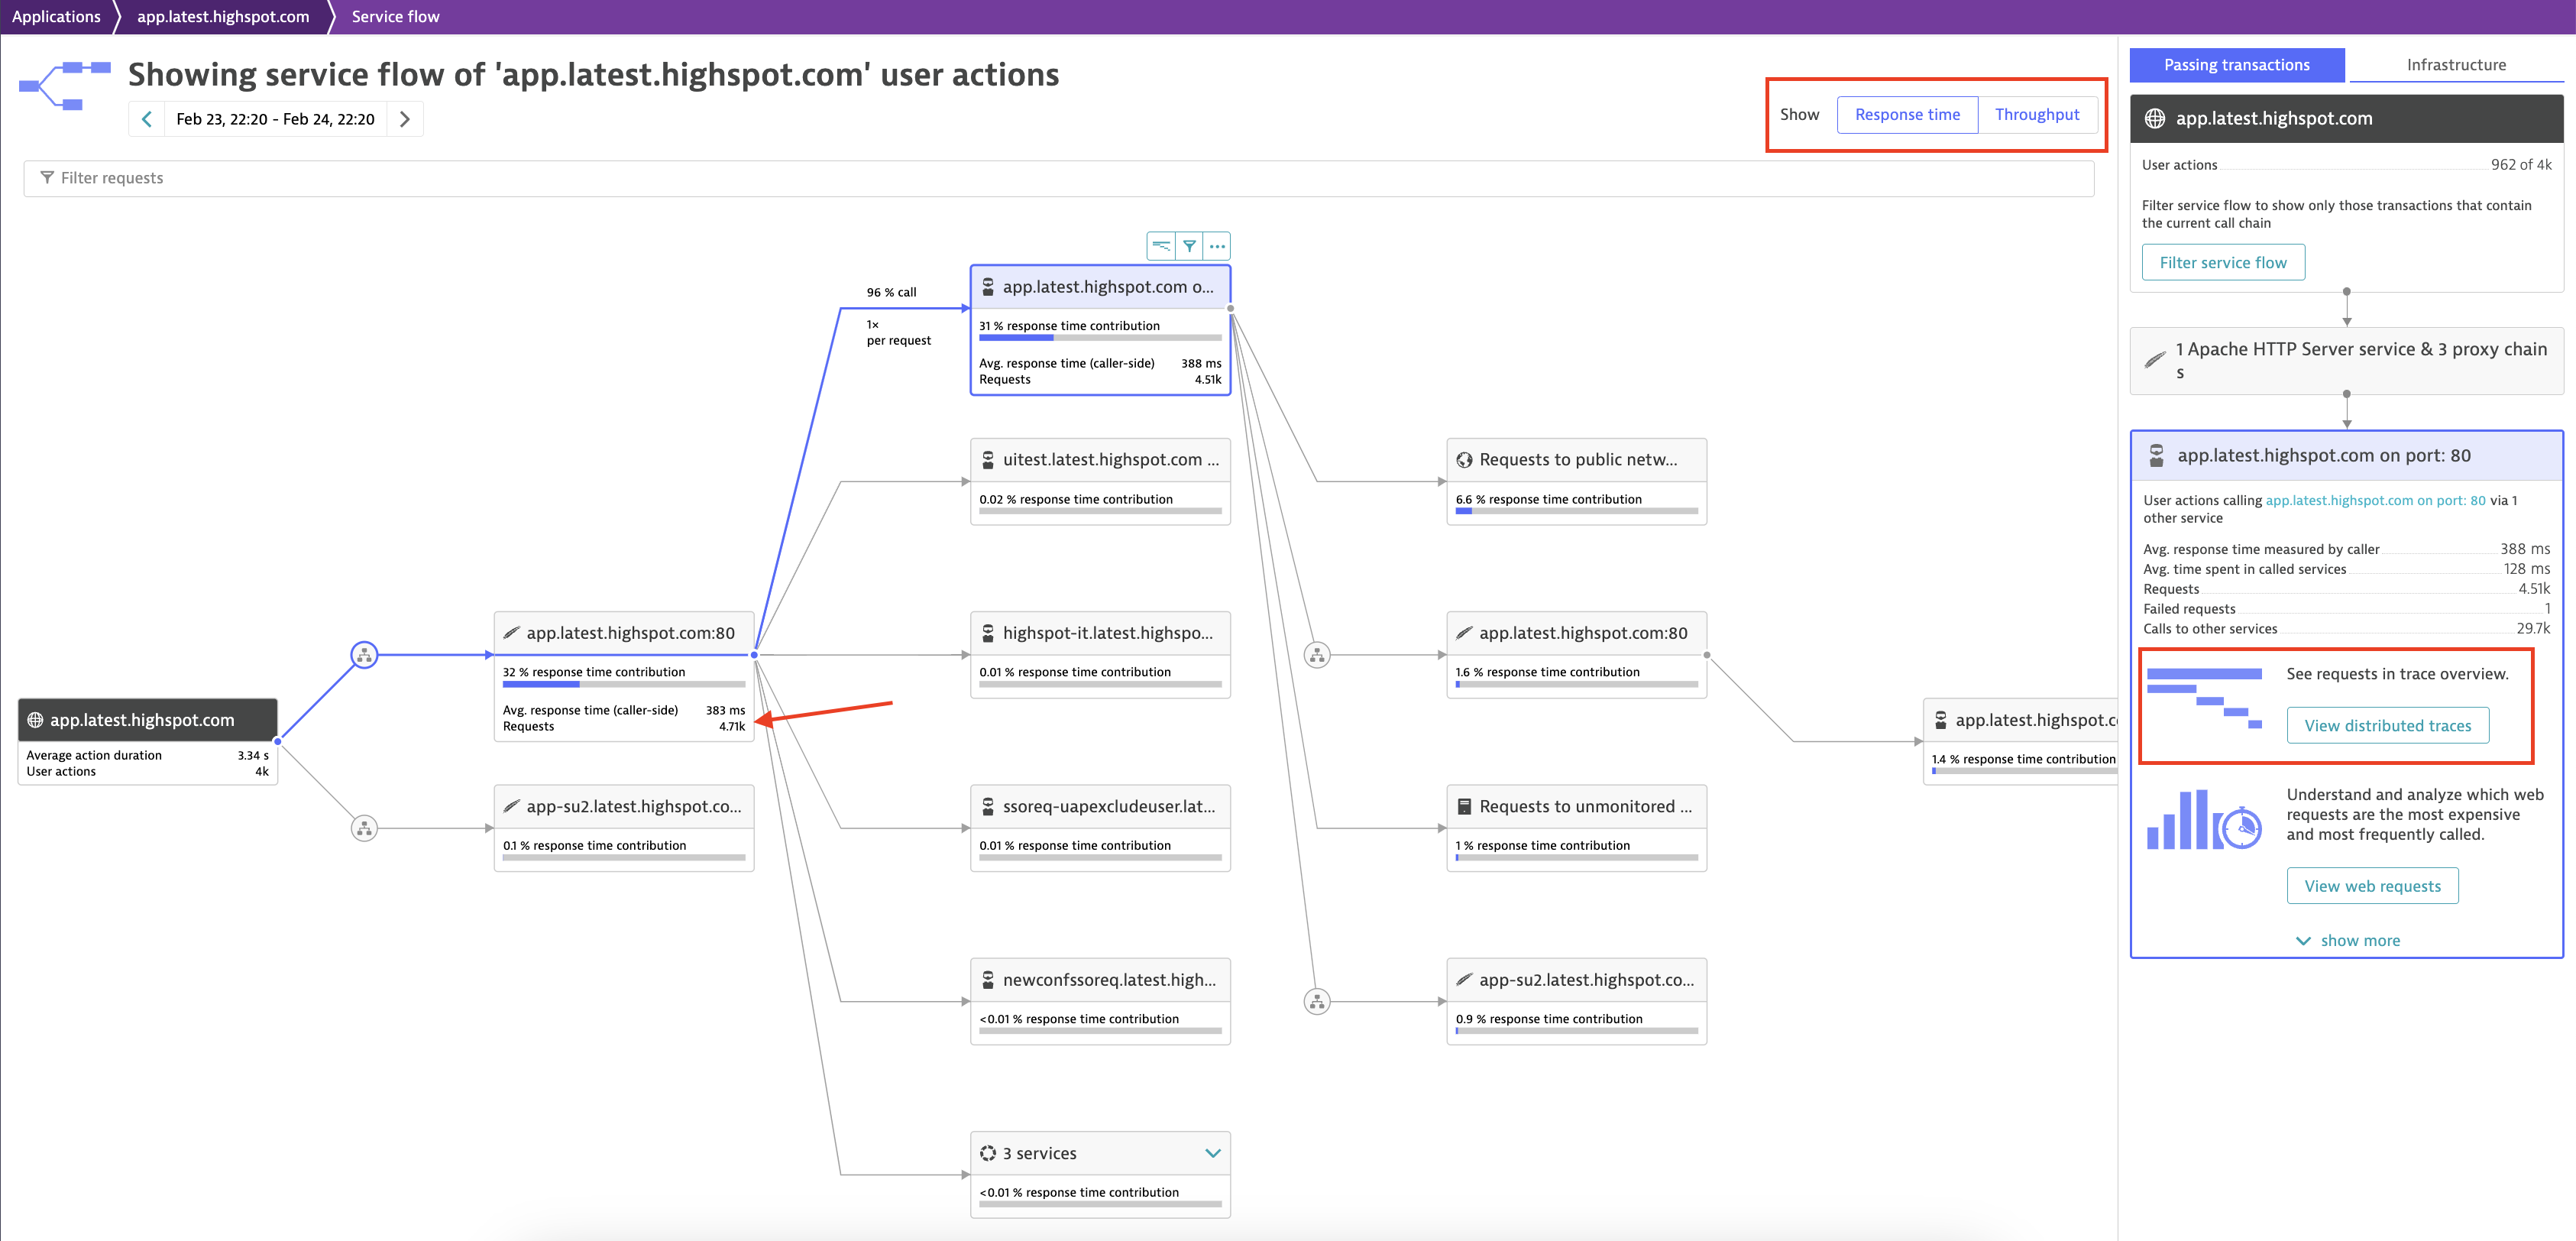 Applications
app.latest.highspot.com
Service flow
Showing service flow of 'app.latest.highspot.com' user actions
Feb 23, 22:20 - Feb 24, 22:20
Show
Response time
Throughput
Filter requests
app.latest.highspot.com
Average action duration 3.34 s
User actions 4k
app.latest.highspot.com:80
32 % response time contribution
Avg. response time (caller-side) 383 ms
Requests 4.71k
app-su2.latest.highspot.co...
0.1 % response time contribution
96 % call
1×
per request
app.latest.highspot.com o...
31 % response time contribution
Avg. response time (caller-side) 388 ms
Requests 4.51k
uitest.latest.highspot.com ...
0.02 % response time contribution
highspot-it.latest.highspo...
0.01 % response time contribution
ssoreq-uapexcludeuser.lat...
0.01 % response time contribution
newconfssoreq.latest.high...
<0.01 % response time contribution
3 services
<0.01 % response time contribution
Requests to public netw...
6.6 % response time contribution
app.latest.highspot.com:80
1.6 % response time contribution
Requests to unmonitored ...
1 % response time contribution
app-su2.latest.highspot.co...
0.9 % response time contribution
app.latest.highspot.c
1.4 % response time contribution
Passing transactions
Infrastructure
app.latest.highspot.com
User actions 962 of 4k
Filter service flow to show only those transactions that contain
the current call chain
Filter service flow
1 Apache HTTP Server service & 3 proxy chain
s
app.latest.highspot.com on port: 80
User actions calling app.latest.highspot.com on port: 80 via 1
other service
Avg. response time measured by caller 388 ms
Avg. time spent in called services 128 ms
Requests 4.51k
Failed requests 1
Calls to other services 29.7k
See requests in trace overview.
View distributed traces
Understand and analyze which web
requests are the most expensive
and most frequently called.
View web requests
show more